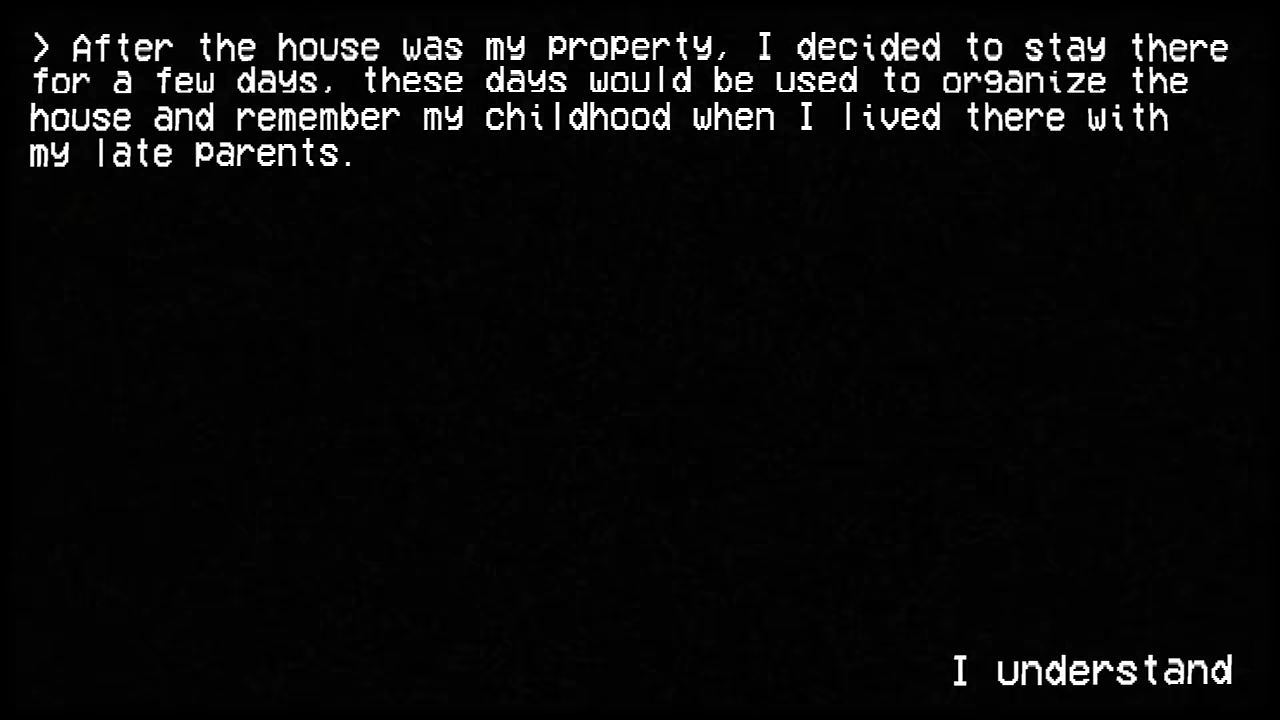 > After the house was my property, I decided to stay there
for a few days, these days would be used to organize the
house and remember my childhood when I lived there with
my late parents.
I understand